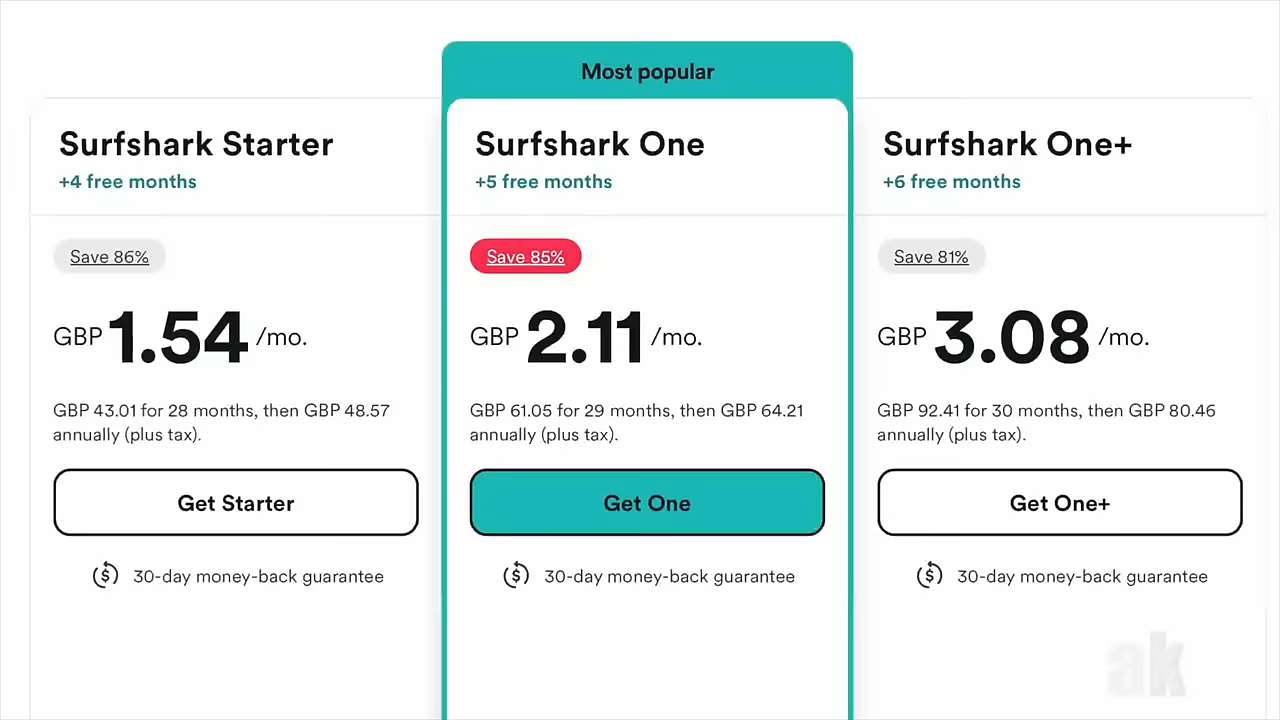 Most popular
Surfshark Starter
+4 free months
Save 86%
GBP 1.54 /mo.
GBP 43.01 for 28 months, then GBP 48.57
annually (plus tax).
Get Starter
30-day money-back guarantee
Surfshark One
+5 free months
Save 85%
GBP 2.11 /mo.
GBP 61.05 for 29 months, then GBP 64.21
annually (plus tax).
Get One
30-day money-back guarantee
Surfshark One+
+6 free months
Save 81%
GBP 3.08 /mo.
GBP 92.41 for 30 months, then GBP 80.46
annually (plus tax).
Get One+
30-day money-back guarantee
ak